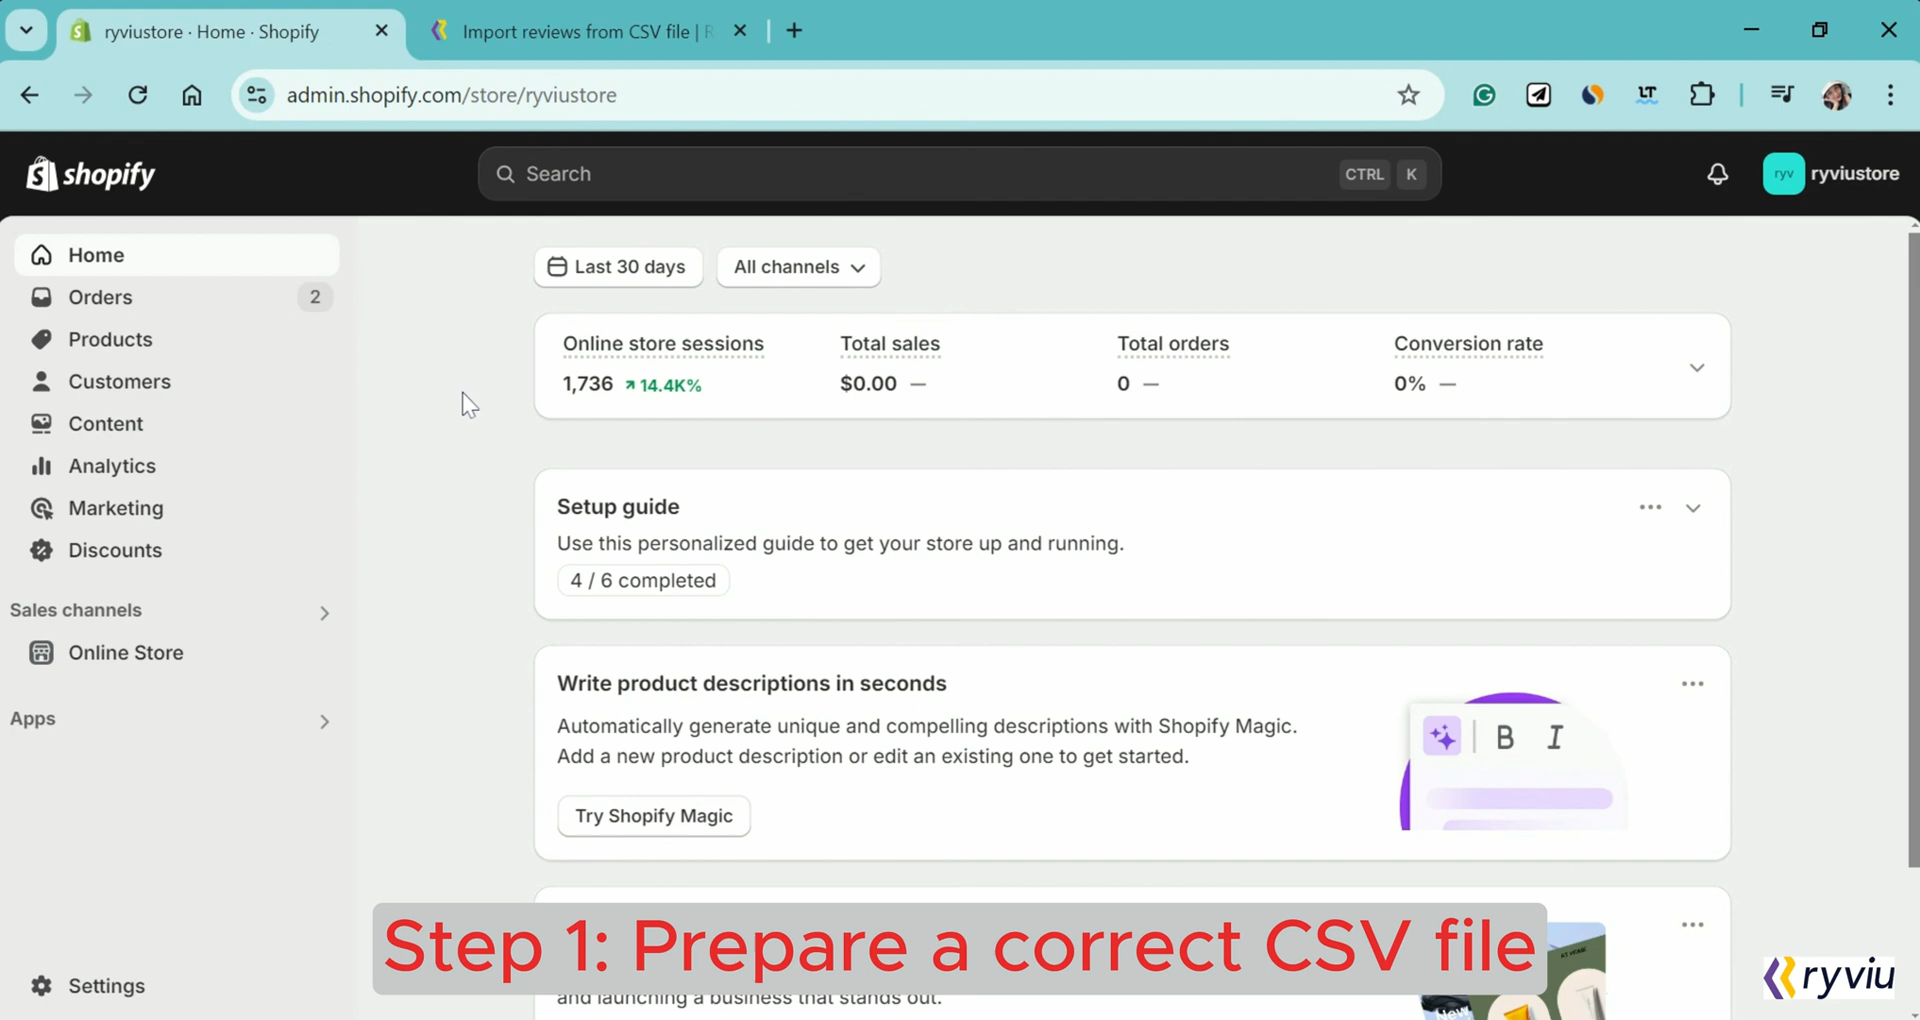 ryviustore · Home · Shopify
Import reviews from CSV file | R
admin.shopify.com/store/ryviustore
LT
shopify
Search
CTRL K
ryv
ryviustore
Home
Orders
2
Products
Customers
Content
Analytics
Marketing
Discounts
Sales channels
Online Store
Apps
Settings
Last 30 days
All channels
Online store sessions
1,736
14.4K%
Total sales
$0.00 —
Total orders
0 —
Conversion rate
0% —
Setup guide
Use this personalized guide to get your store up and running.
4 / 6 completed
Write product descriptions in seconds
Automatically generate unique and compelling descriptions with Shopify Magic.
Add a new product description or edit an existing one to get started.
Try Shopify Magic
B I
Step 1: Prepare a correct CSV file
and launching a business that stands out.
New
ryviu